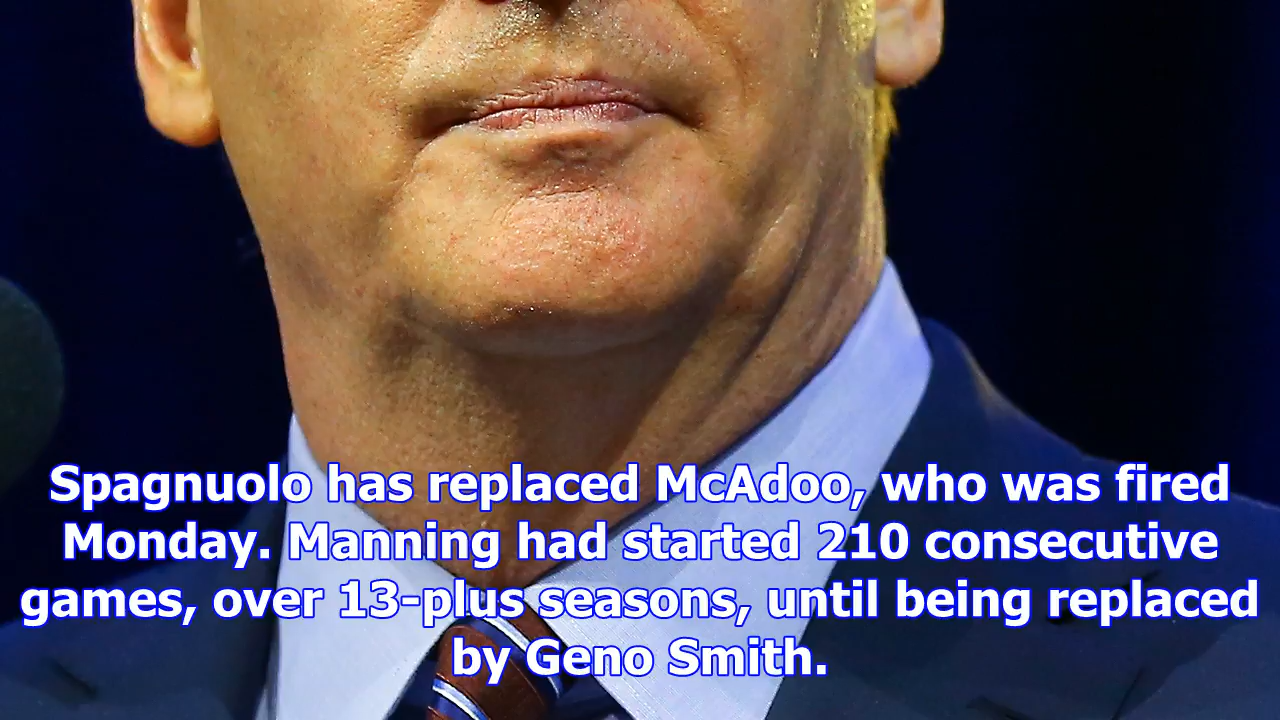 Spagnuolo has replaced McAdoo, who was fired
Monday. Manning had started 210 consecutive
games, over 13-plus seasons, until being replaced
by Geno Smith.